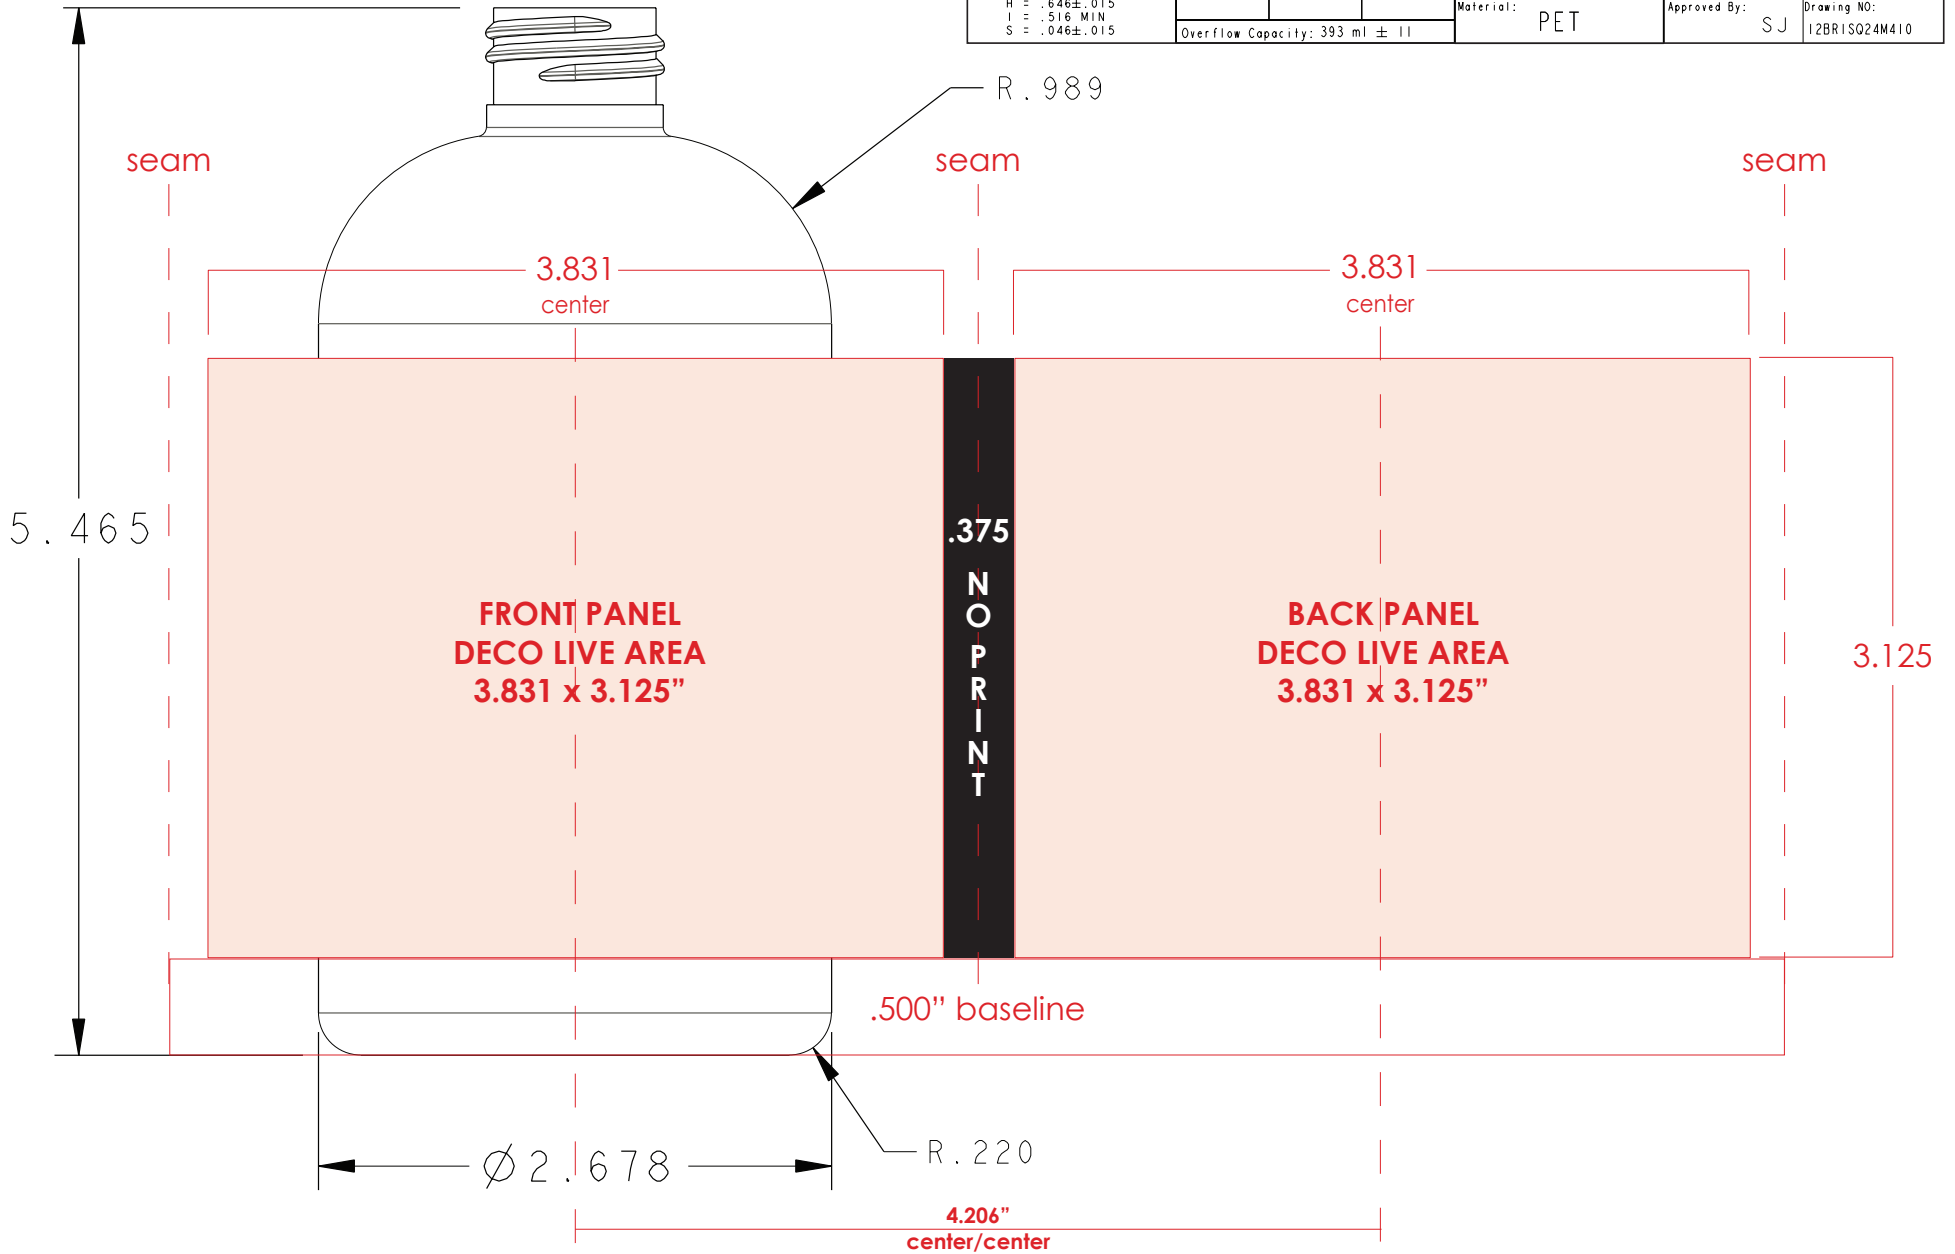 H = .646±.015
I = .516 MIN
S = .046±.015
Overflow Capacity: 393 ml ± 11
Material:
PET
Approved By:
SJ
Drawing NO:
12BR1SQ24M410
R.989
seam
seam
seam
3.831
center
3.831
center
5.465
.375
NO PRINT
FRONT PANEL
DECO LIVE AREA
3.831 x 3.125”
BACK PANEL
DECO LIVE AREA
3.831 x 3.125”
3.125
.500” baseline
R.220
Ø2.678
4.206”
center/center